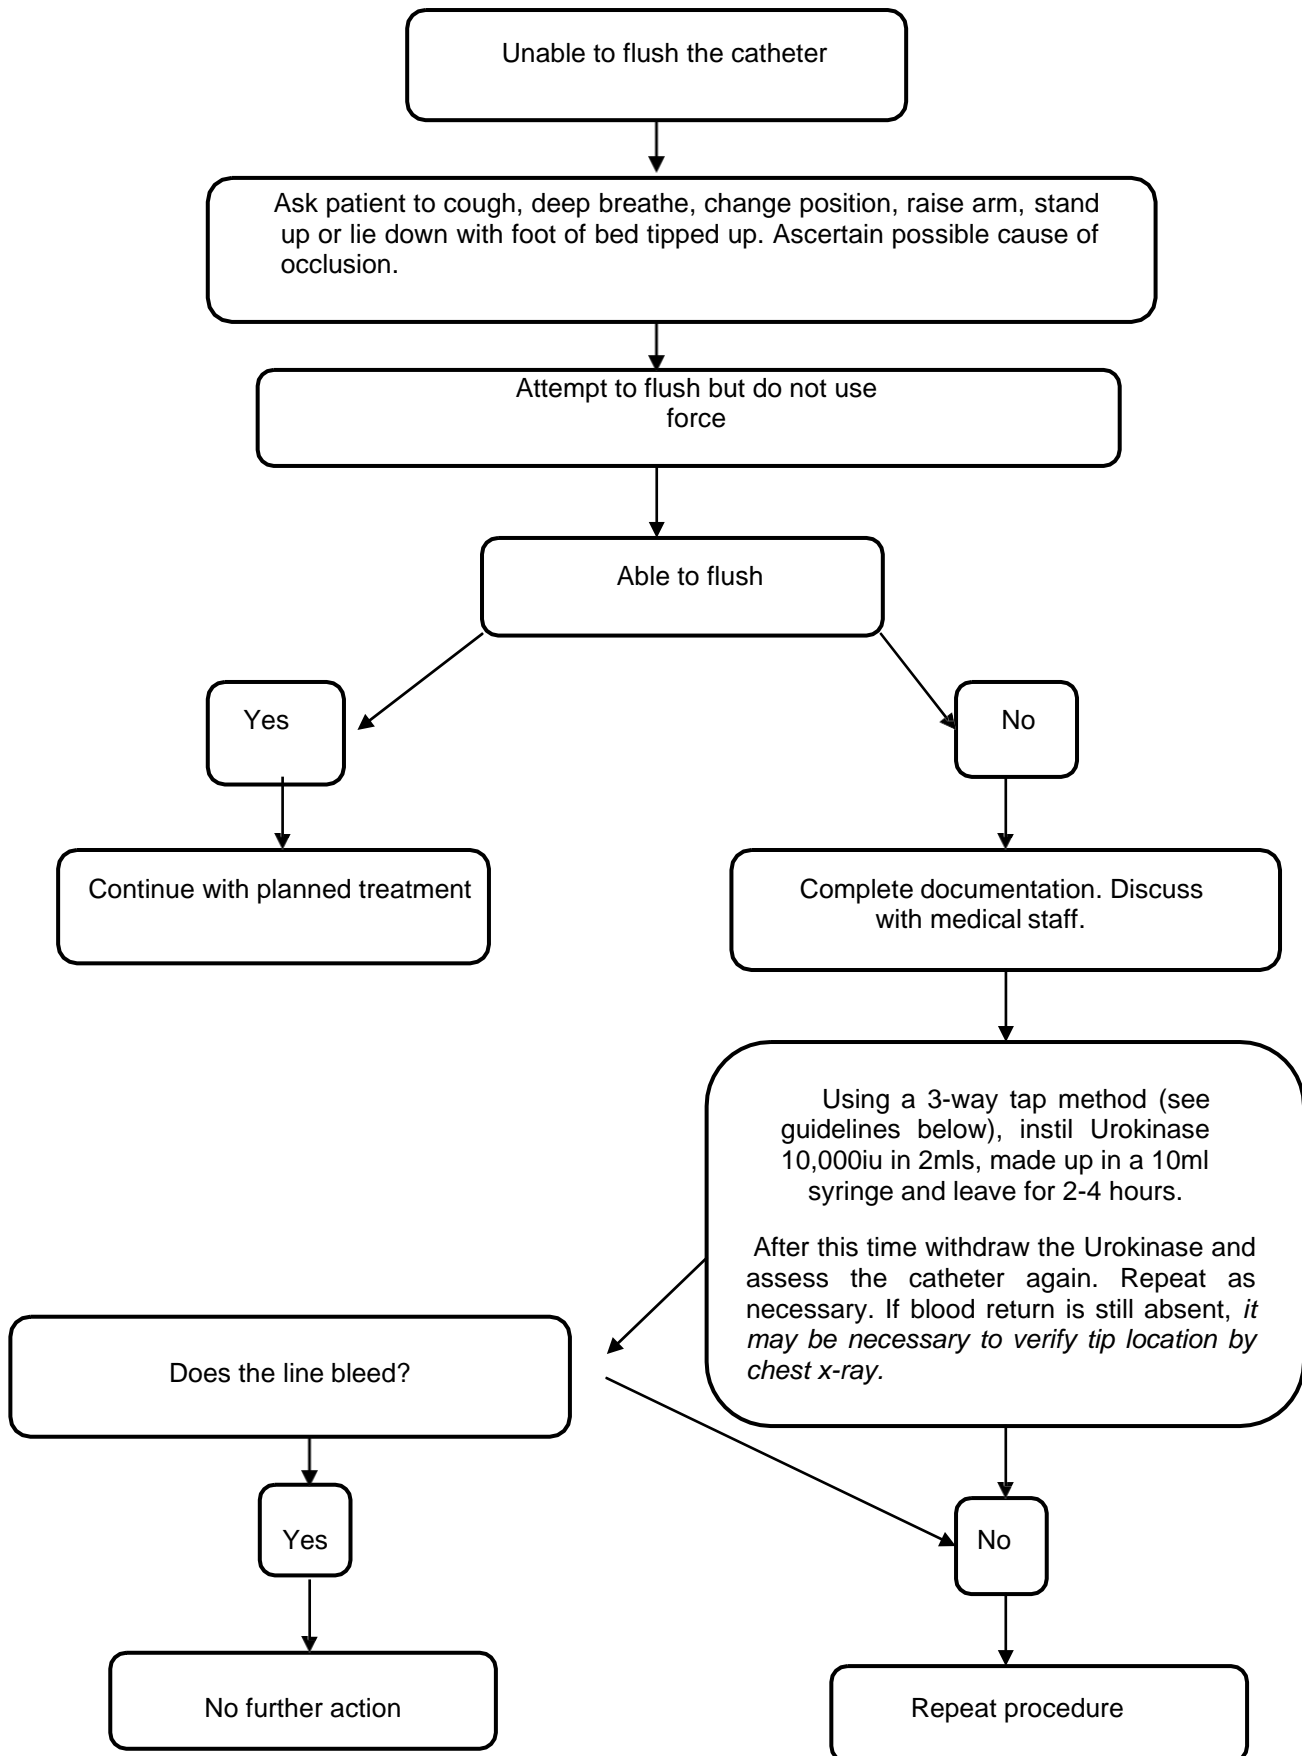 Unable to flush the catheter
Ask patient to cough, deep breathe, change position, raise arm, stand
up or lie down with foot of bed tipped up. Ascertain possible cause of
occlusion.
Attempt to flush but do not use
force
Able to flush
Yes
No
Continue with planned treatment
Complete documentation. Discuss
with medical staff.
Using a 3-way tap method (see
guidelines below), instil Urokinase
10,000iu in 2mls, made up in a 10ml
syringe and leave for 2-4 hours.
After this time withdraw the Urokinase and
assess the catheter again. Repeat as
necessary. If blood return is still absent, it
may be necessary to verify tip location by
chest x-ray.
Does the line bleed?
Yes
No
No further action
Repeat procedure